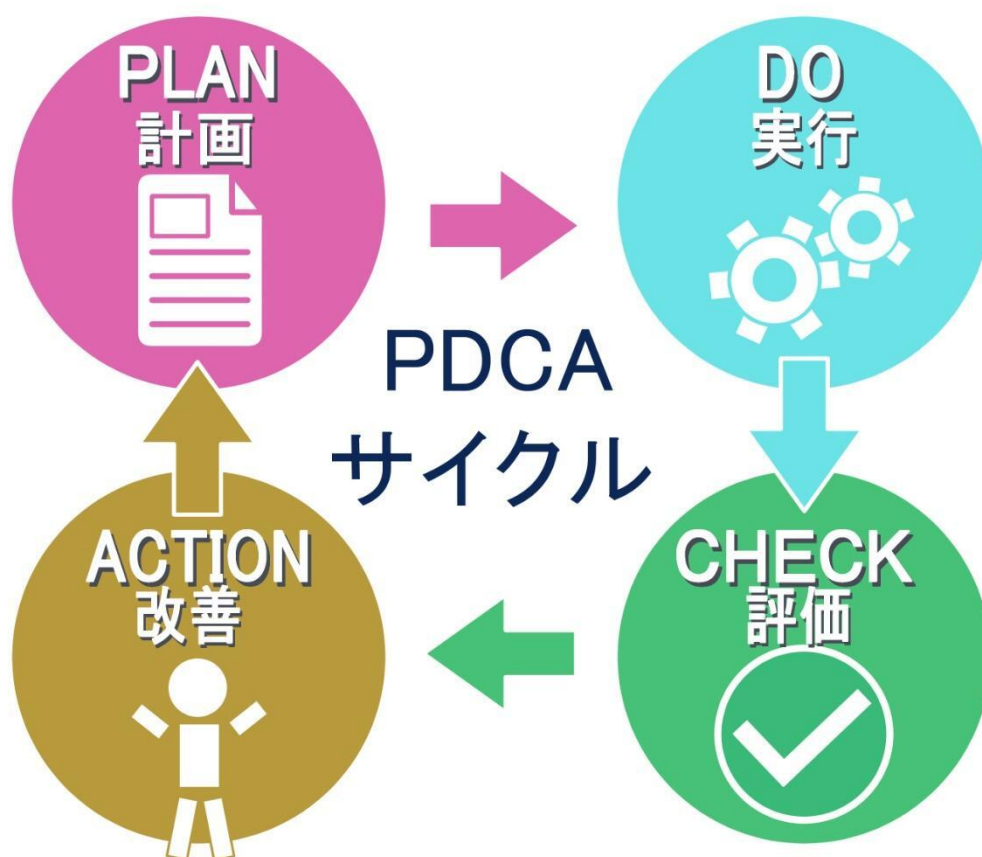 PLAN
計画
DO
実行
PDCA
サイクル
ACTION
改善
CHECK
評価